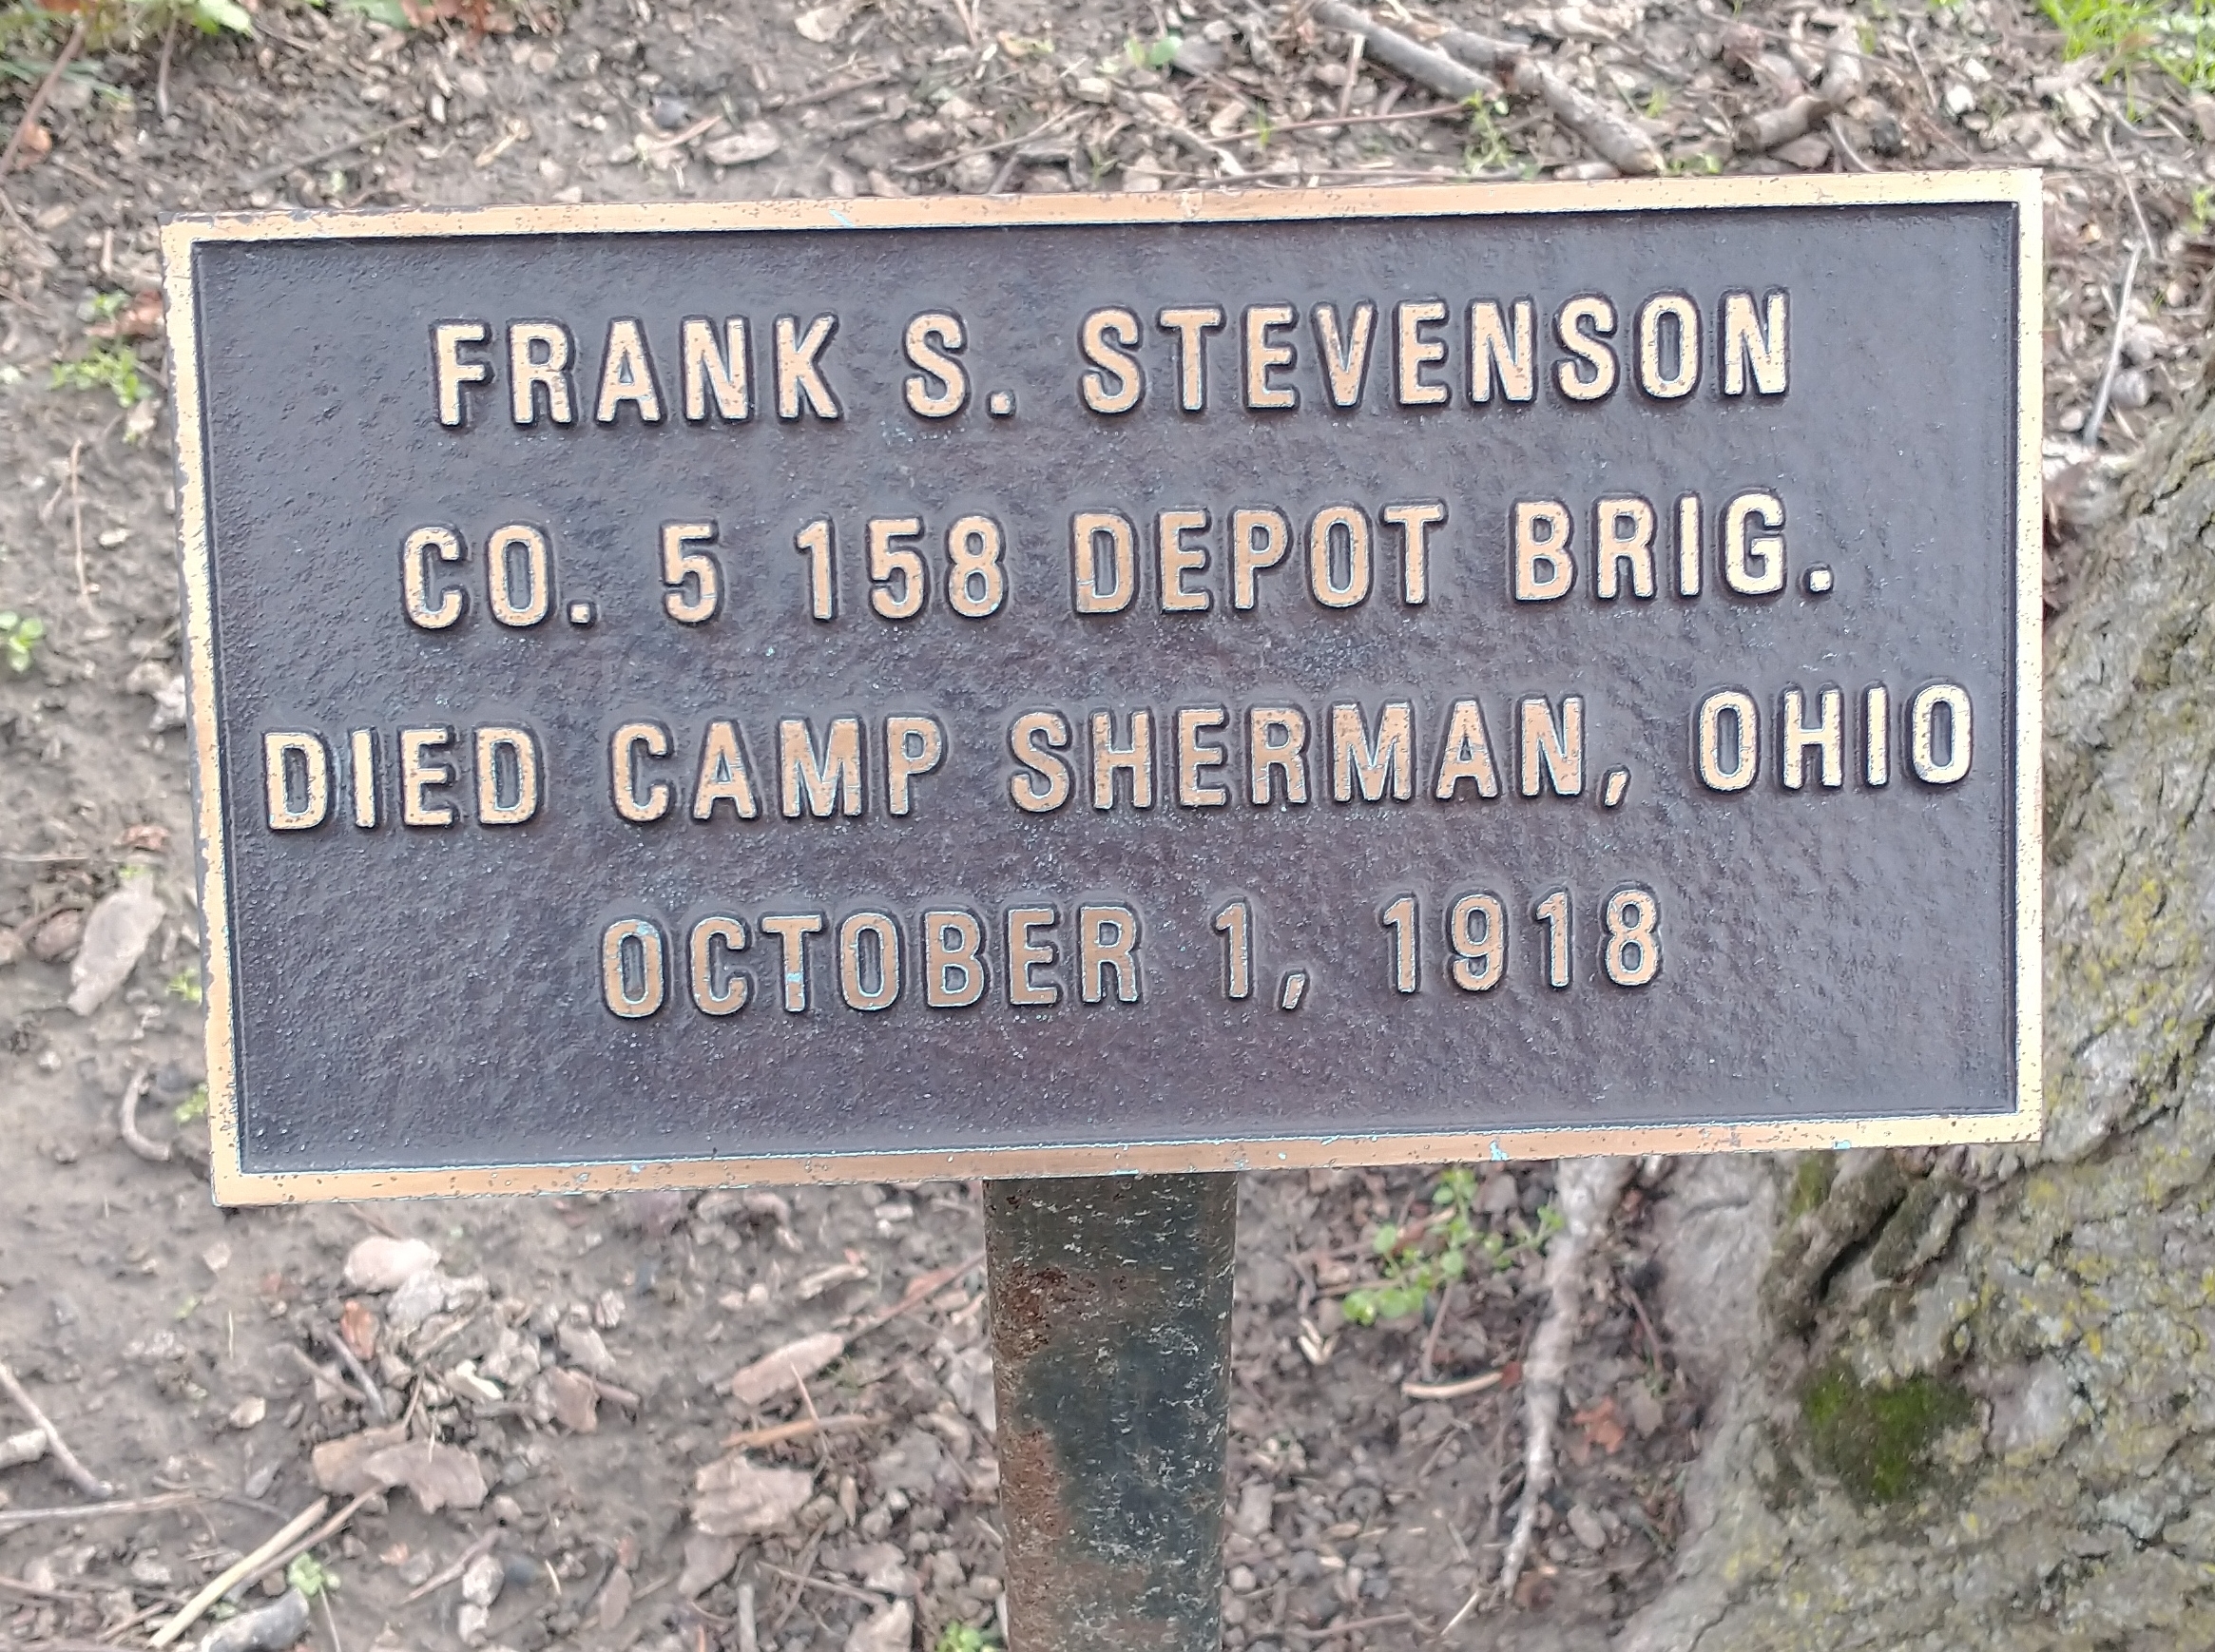 FRANK S. STEVENSON
CO. 5 158 DEPOT BRIG.
DIED CAMP SHERMAN, OHIO
OCTOBER 1, 1918